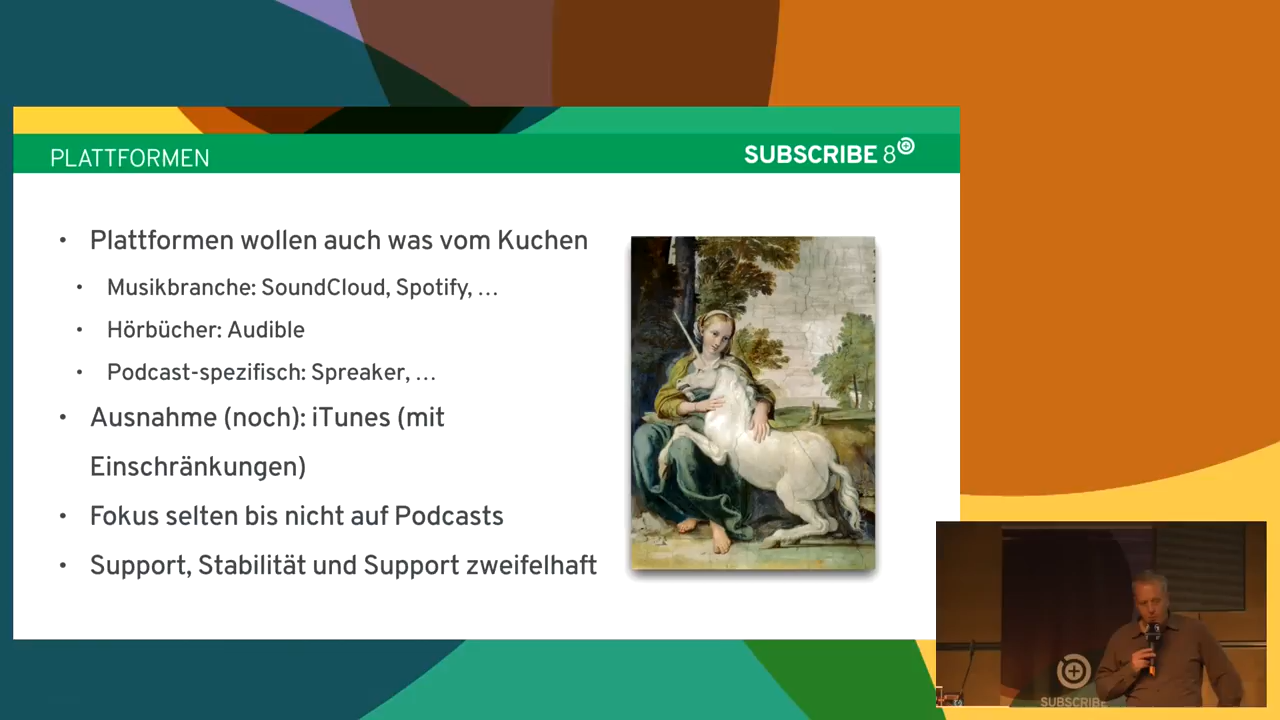 PLATTFORMEN
SUBSCRIBE 8
• Plattformen wollen auch was vom Kuchen
• Musikbranche: SoundCloud, Spotify, …
• Hörbücher: Audible
• Podcast-spezifisch: Spreaker, …
• Ausnahme (noch): iTunes (mit
Einschränkungen)
• Fokus selten bis nicht auf Podcasts
• Support, Stabilität und Support zweifelhaft
SUBSCRIBE